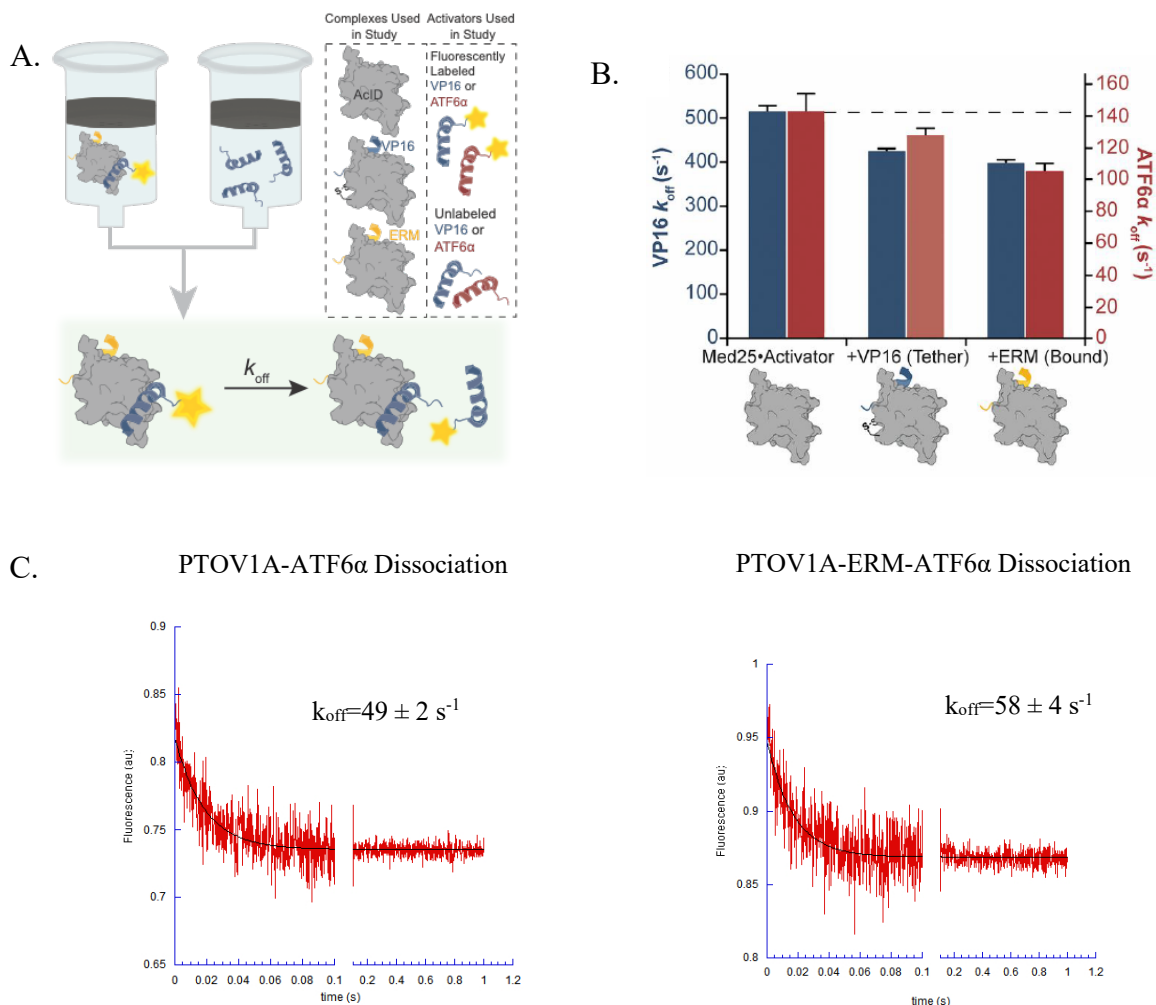 A.
Complexes Used
in Study
Activators Used
in Study
AcID
VP16
S-S
ERM
Fluorescently
Labeled
VP16 or
ATF6α
Unlabeled
VP16 or
ATF6α
koff
B.
600
500
400
300
200
100
0
VP16 koff (s-1)
160
140
120
100
80
60
40
20
0
ATF6α koff (s-1)
Med25•Activator
+VP16 (Tether)
+ERM (Bound)
S-S
C.
PTOV1A-ATF6α Dissociation
koff=49 ± 2 s-1
0.9
0.85
0.8
0.75
0.7
0.65
Fluorescence (au)
0 0.02 0.04 0.06 0.08 0.1 0.2 0.4 0.6 0.8 1 1.2
time (s)
PTOV1A-ERM-ATF6α Dissociation
koff=58 ± 4 s-1
1
0.95
0.9
0.85
0.8
Fluorescence (au)
0 0.02 0.04 0.06 0.08 0.1 0.2 0.4 0.6 0.8 1 1.2
time (s)